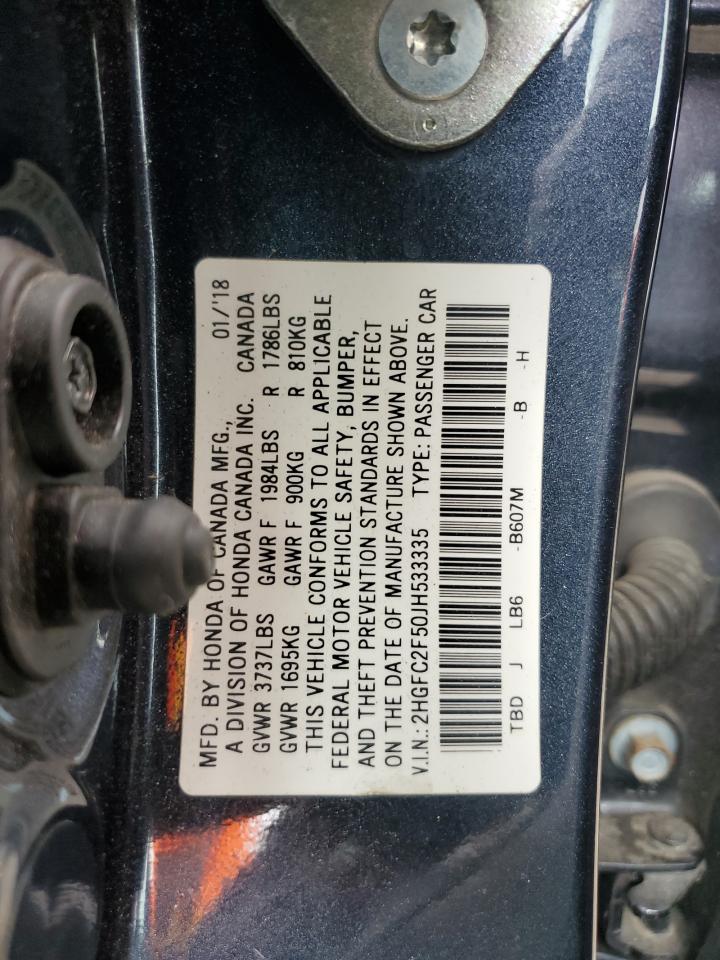 MFD. BY HONDA OF CANADA MFG., 01/'18
A DIVISION OF HONDA CANADA INC. CANADA
GVWR 3737LBS GAWR F 1984LBS R 1786LBS
GVWR 1695KG GAWR F 900KG R 810KG
THIS VEHICLE CONFORMS TO ALL APPLICABLE
FEDERAL MOTOR VEHICLE SAFETY, BUMPER,
AND THEFT PREVENTION STANDARDS IN EFFECT
ON THE DATE OF MANUFACTURE SHOWN ABOVE.
V.I.N.: 2HGFC2F50JH533335 TYPE: PASSENGER CAR
TBD J LB6 -B607M -B -H